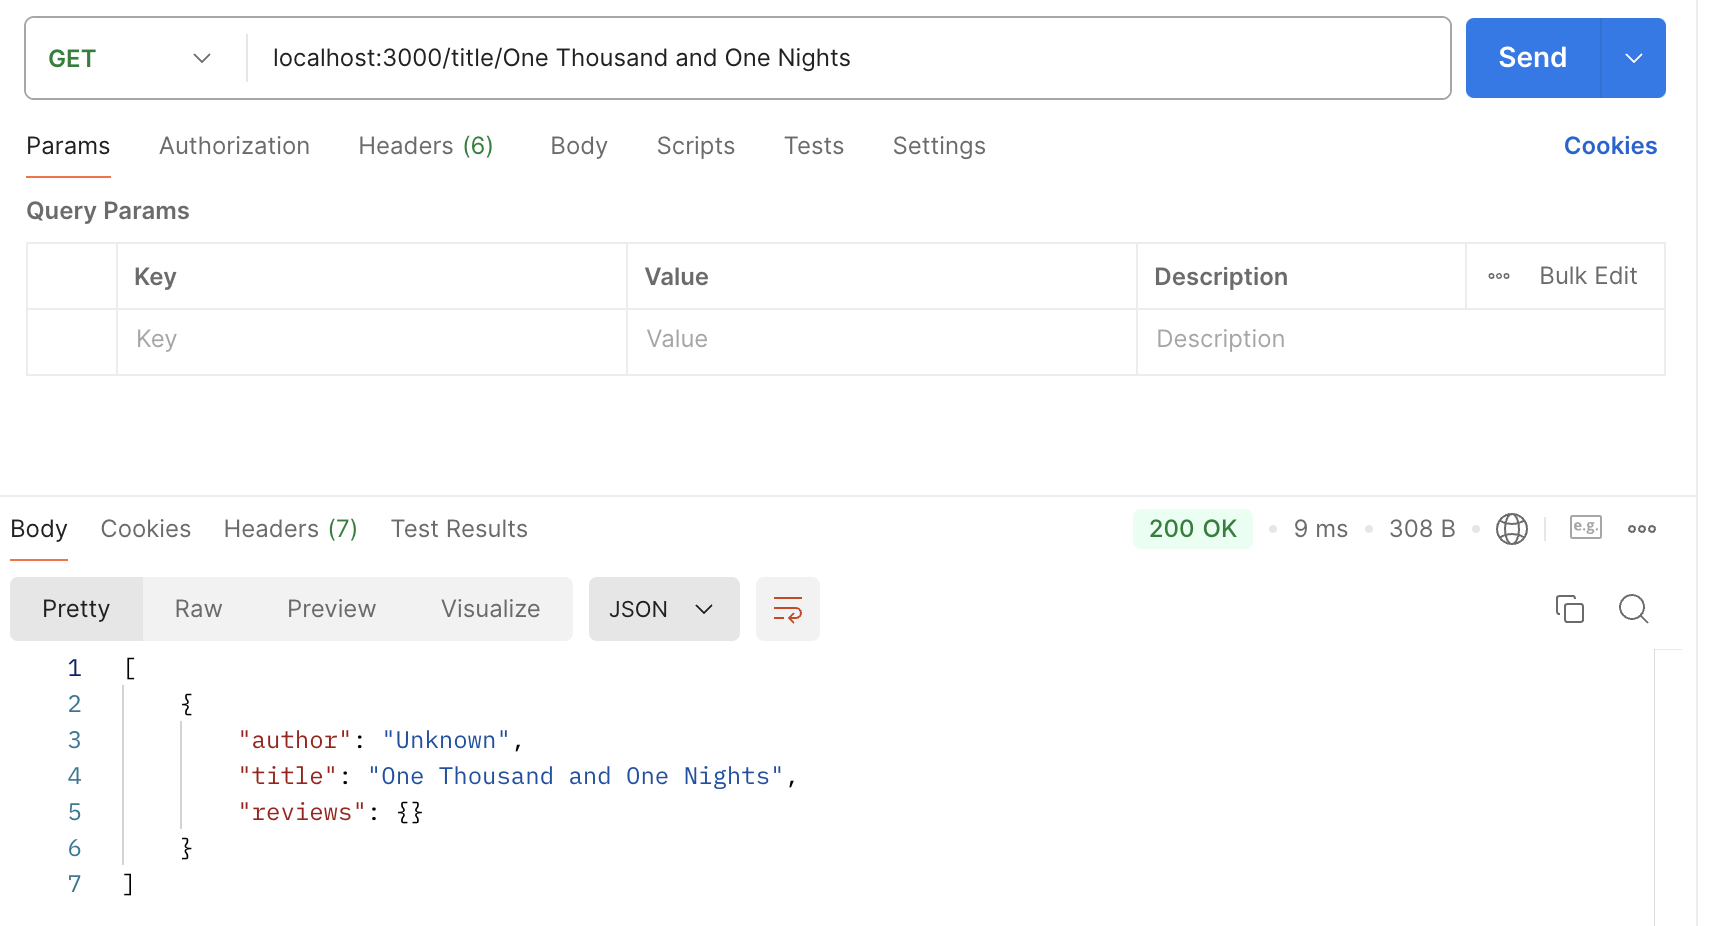 GET localhost:3000/title/One Thousand and One Nights Send
Params Authorization Headers (6) Body Scripts Tests Settings Cookies
Query Params
Key Value Description Bulk Edit
Key Value Description
Body Cookies Headers (7) Test Results 200 OK 9 ms 308 B e.g.
Pretty Raw Preview Visualize JSON
1 [
2 {
3 "author": "Unknown",
4 "title": "One Thousand and One Nights",
5 "reviews": {}
6 }
7 ]